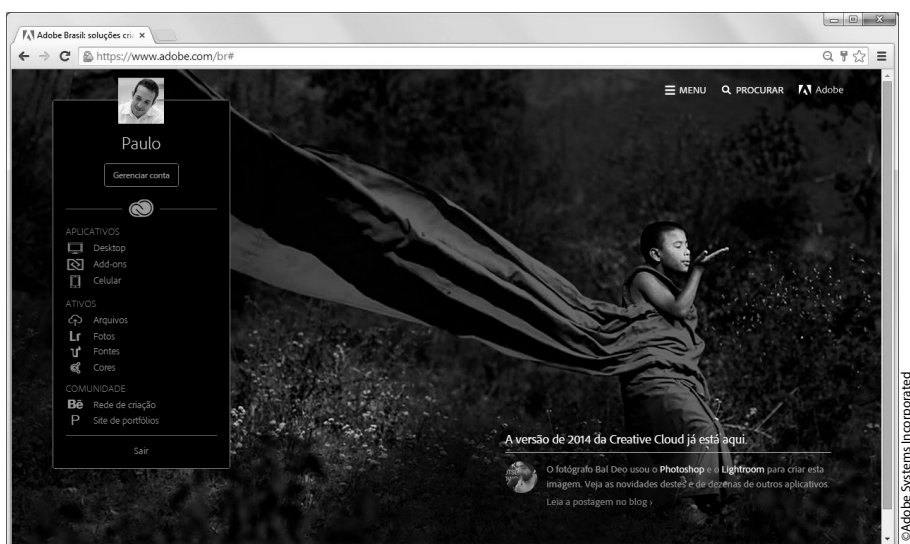 Adobe Brasil: soluções cri
https://www.adobe.com/br#
MENU PROCURAR Adobe
Paulo
Gerenciar conta
APLICATIVOS
Desktop
Add-ons
Celular
ATIVOS
Arquivos
Lr Fotos
Fontes
Cores
COMUNIDADE
Bē Rede de criação
P Site de portfólios
Sair
A versão de 2014 da Creative Cloud já está aqui.
O fotógrafo Bal Deo usou o Photoshop e o Lightroom para criar esta
imagem. Veja as novidades destes e de dezenas de outros aplicativos.
Leia a postagem no blog ›
©Adobe Systems Incorporated